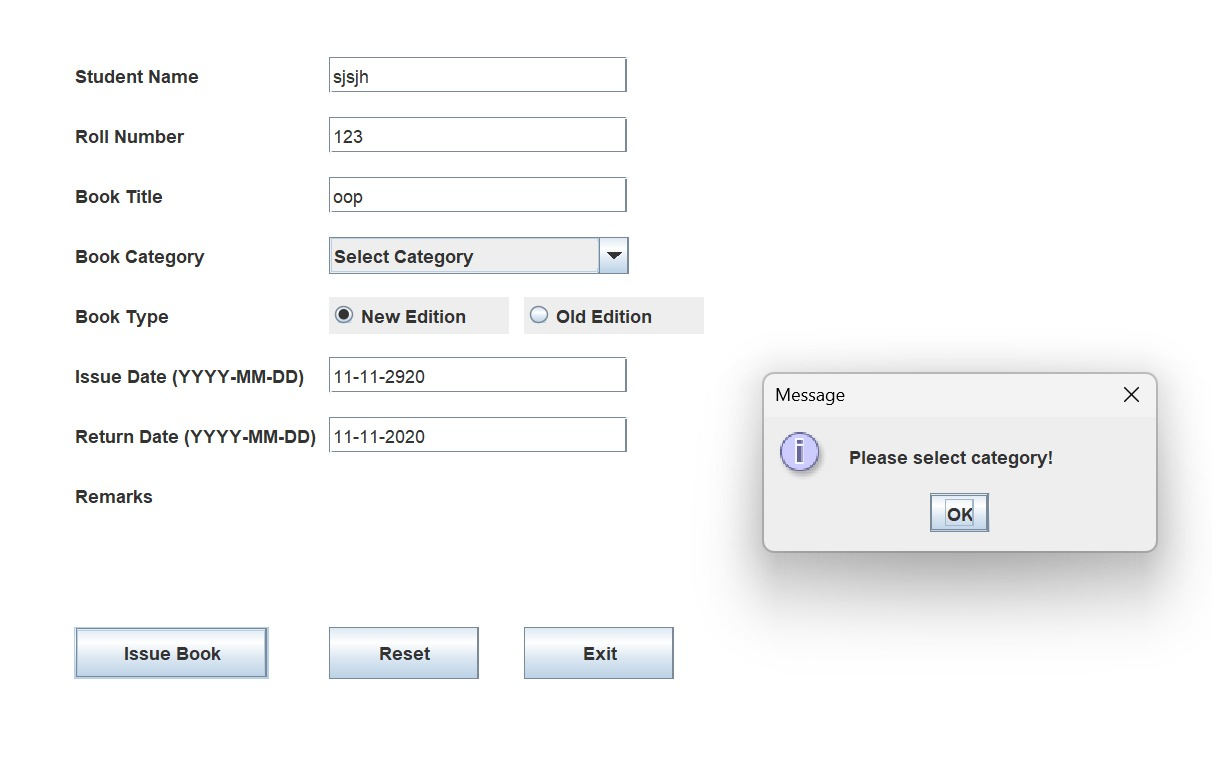 Student Name sjsjh
Roll Number 123
Book Title oop
Book Category Select Category
Book Type New Edition Old Edition
Issue Date (YYYY-MM-DD) 11-11-2920
Return Date (YYYY-MM-DD) 11-11-2020
Remarks
Issue Book Reset Exit
Message
i
Please select category!
OK